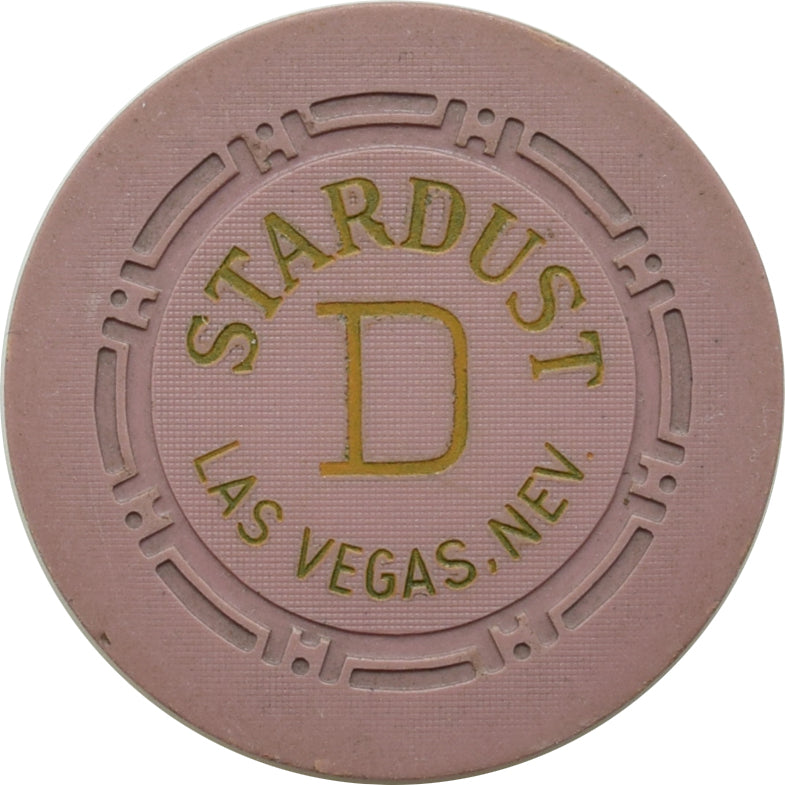 STARDUST
D
LAS VEGAS, NEV.